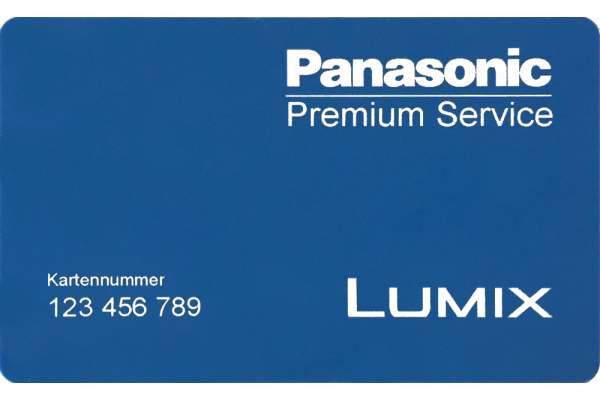 Panasonic
Premium Service
Kartennummer
123 456 789
LUMIX